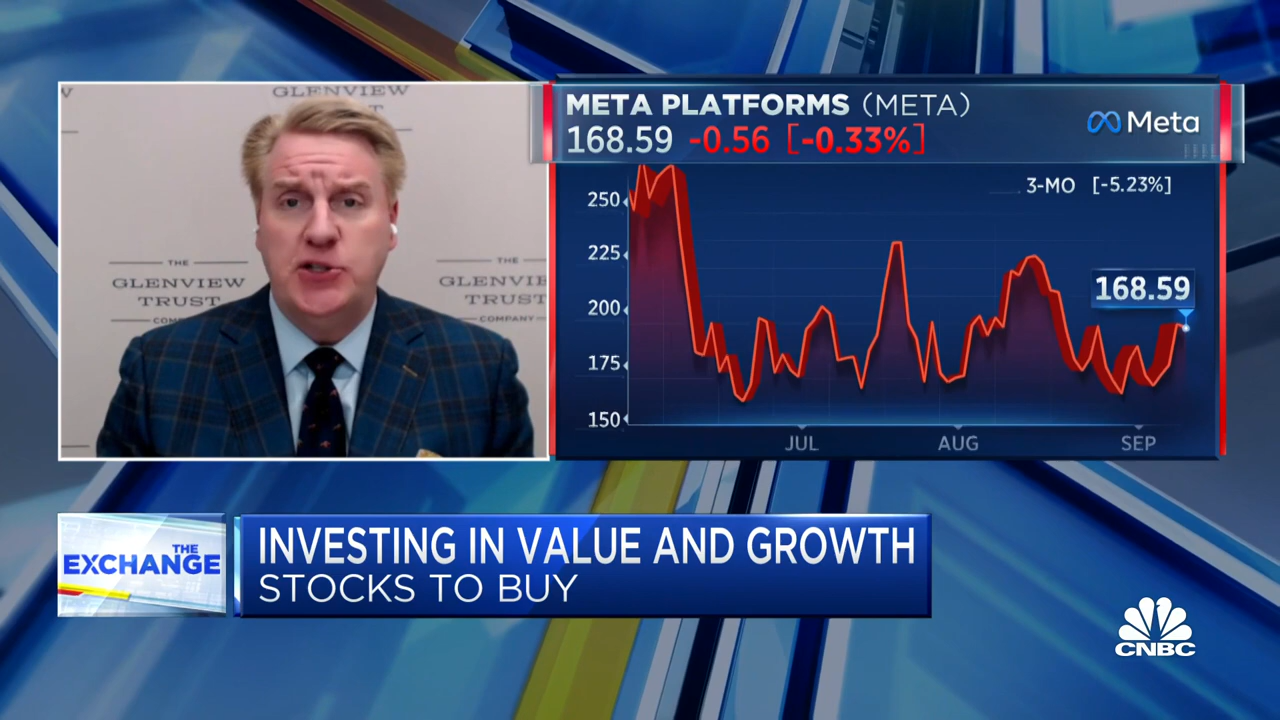 GLENVIEW
T
V
THE
GLENVIEW
TRUST
COM
THE
GLENVIE
TRUST
COMPANY
META PLATFORMS (META)
168.59 -0.56 [-0.33%]
Meta
3-MO [-5.23%]
250
225
200
175
150
168.59
JUL AUG SEP
THE
EXCHANGE
INVESTING IN VALUE AND GROWTH
STOCKS TO BUY
CNBC